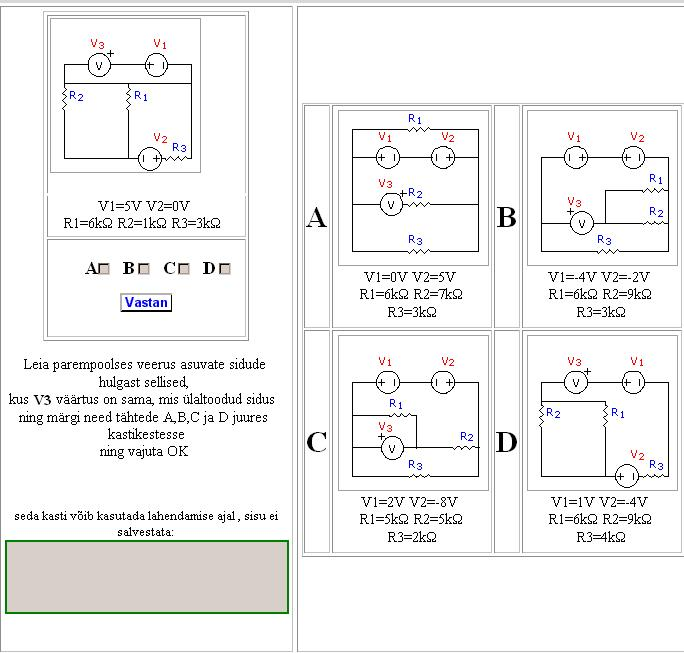 V3 + V1
V + I
R2 R1
V2 R3
I +
V1=5V V2=0V
R1=6kΩ R2=1kΩ R3=3kΩ
A B C D
Vastan
Leia parempoolses veerus asuvate sidude
hulgast sellised,
kus V3 väärtus on sama, mis ülaltoodud sidus
ning märgi need tähtede A,B,C ja D juures
kastikestesse
ning vajuta OK
seda kasti võib kasutada lahendamise ajal , sisu ei
salvestata:
A
R1
V1 V2
+ I I +
V3
V + R2
R3
V1=0V V2=5V
R1=6kΩ R2=7kΩ
R3=3kΩ
B
V1 V2
I + + I
R1
V3
+ V R2
R3
V1=-4V V2=-2V
R1=6kΩ R2=9kΩ
R3=3kΩ
C
V1 V2
I + I +
R1
V3
+ V R2
R3
V1=2V V2=-8V
R1=5kΩ R2=5kΩ
R3=2kΩ
D
V3 V1
V + + I
R2 R1
V2
+ I R3
V1=1V V2=-4V
R1=6kΩ R2=9kΩ
R3=4kΩ